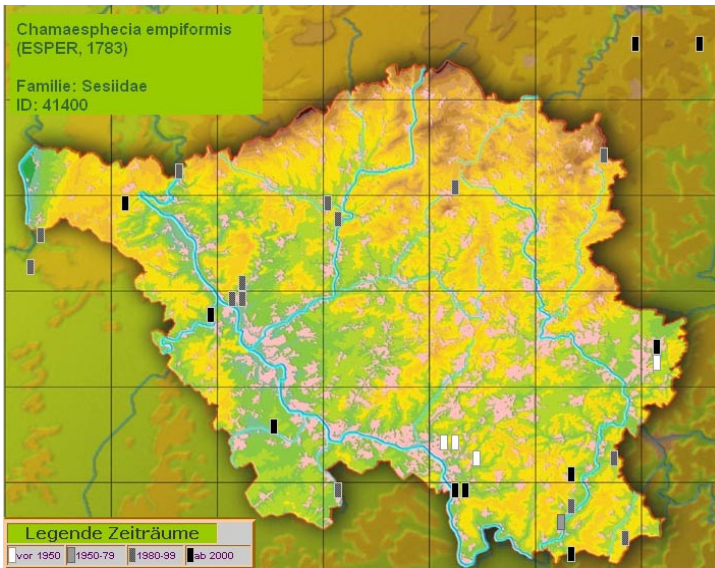 Chamaesphecia empiformis
(ESPER, 1783)
Familie: Sesiidae
ID: 41400
Legende Zeiträume
vor 1950 1950-79 1980-99 ab 2000